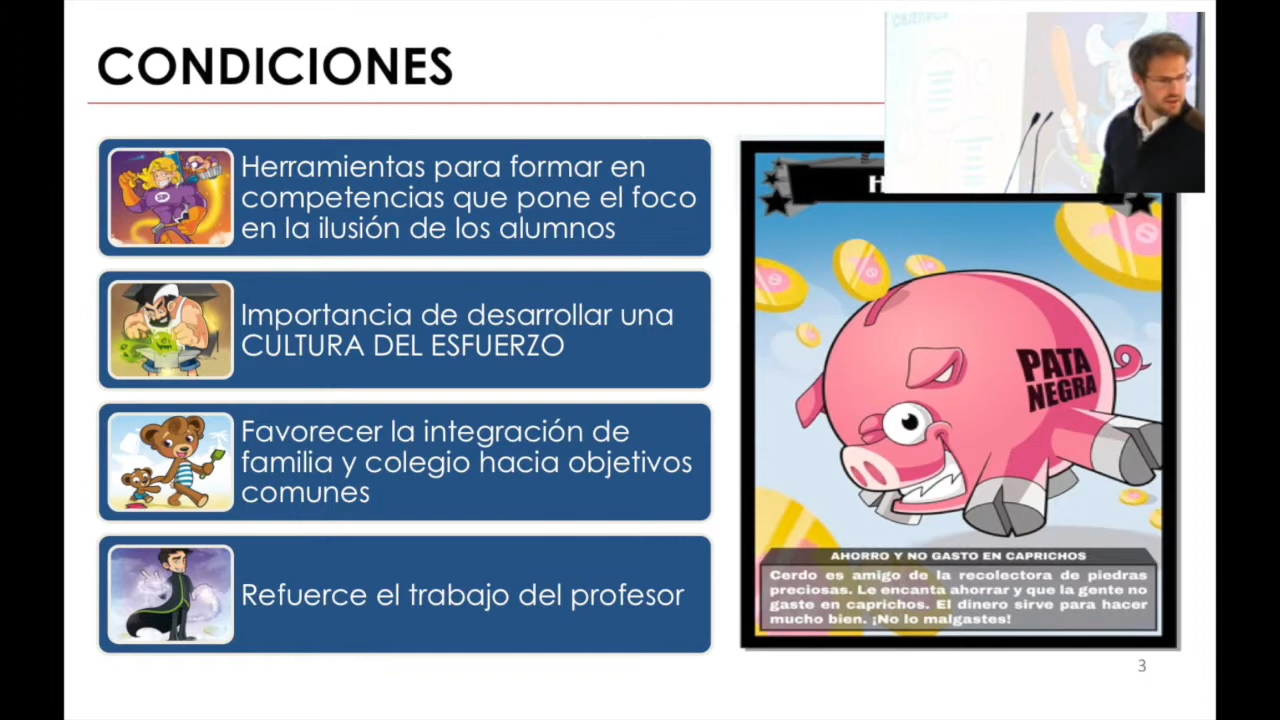 CONDICIONES
Herramientas para formar en
competencias que pone el foco
en la ilusión de los alumnos
Importancia de desarrollar una
CULTURA DEL ESFUERZO
Favorecer la integración de
familia y colegio hacia objetivos
comunes
Refuerce el trabajo del profesor
SP
PATA
NEGRA
AHORRO Y NO GASTO EN CAPRICHOS
Cerdo es amigo de la recolectora de piedras
preciosas. Le encanta ahorrar y que la gente no
gaste en caprichos. El dinero sirve para hacer
mucho bien. ¡No lo malgastes!
3